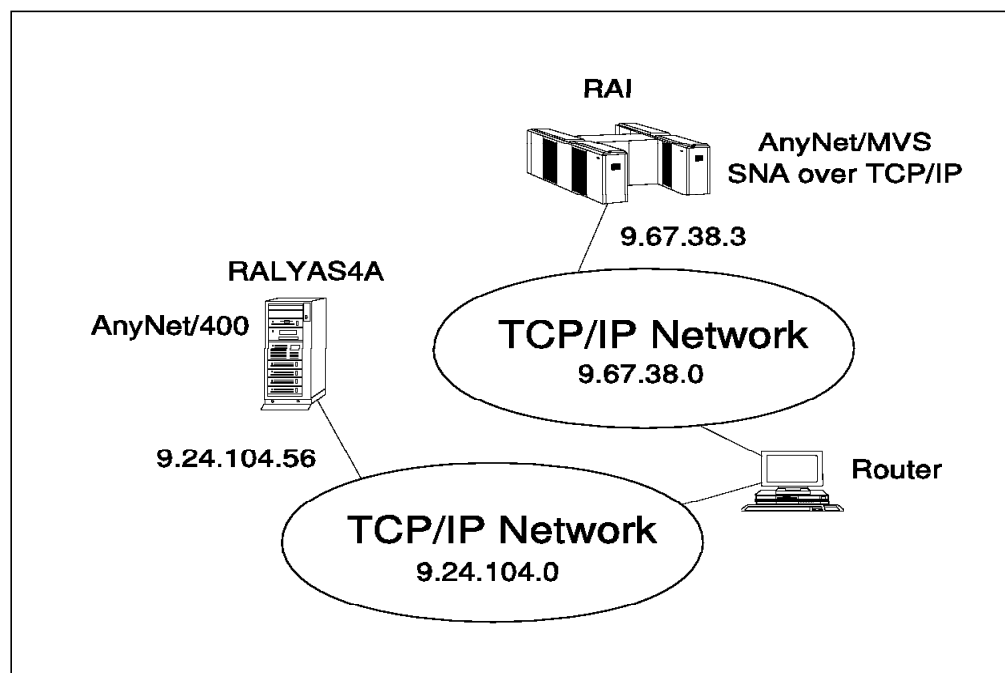 RAI
AnyNet/MVS
SNA over TCP/IP
9.67.38.3
RALYAS4A
AnyNet/400
TCP/IP Network
9.67.38.0
9.24.104.56
Router
TCP/IP Network
9.24.104.0